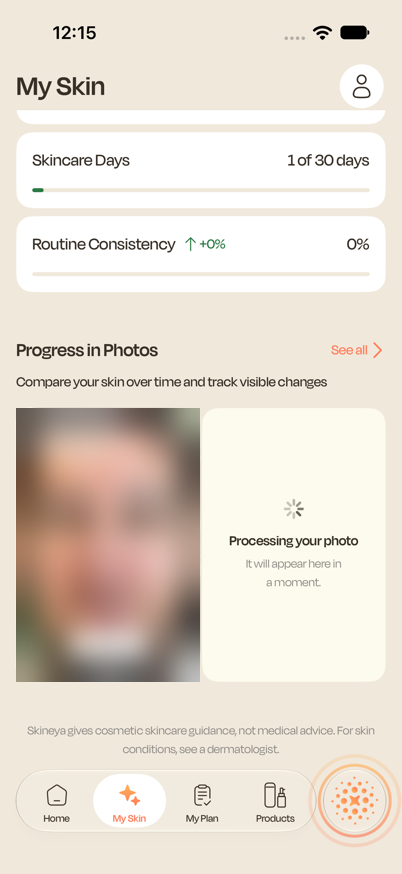 12:15
My Skin
Skincare Days 1 of 30 days
Routine Consistency ↑ +0% 0%
Progress in Photos See all
Compare your skin over time and track visible changes
Processing your photo
It will appear here in
a moment.
Skineya gives cosmetic skincare guidance, not medical advice. For skin
conditions, see a dermatologist.
Home My Skin My Plan Products